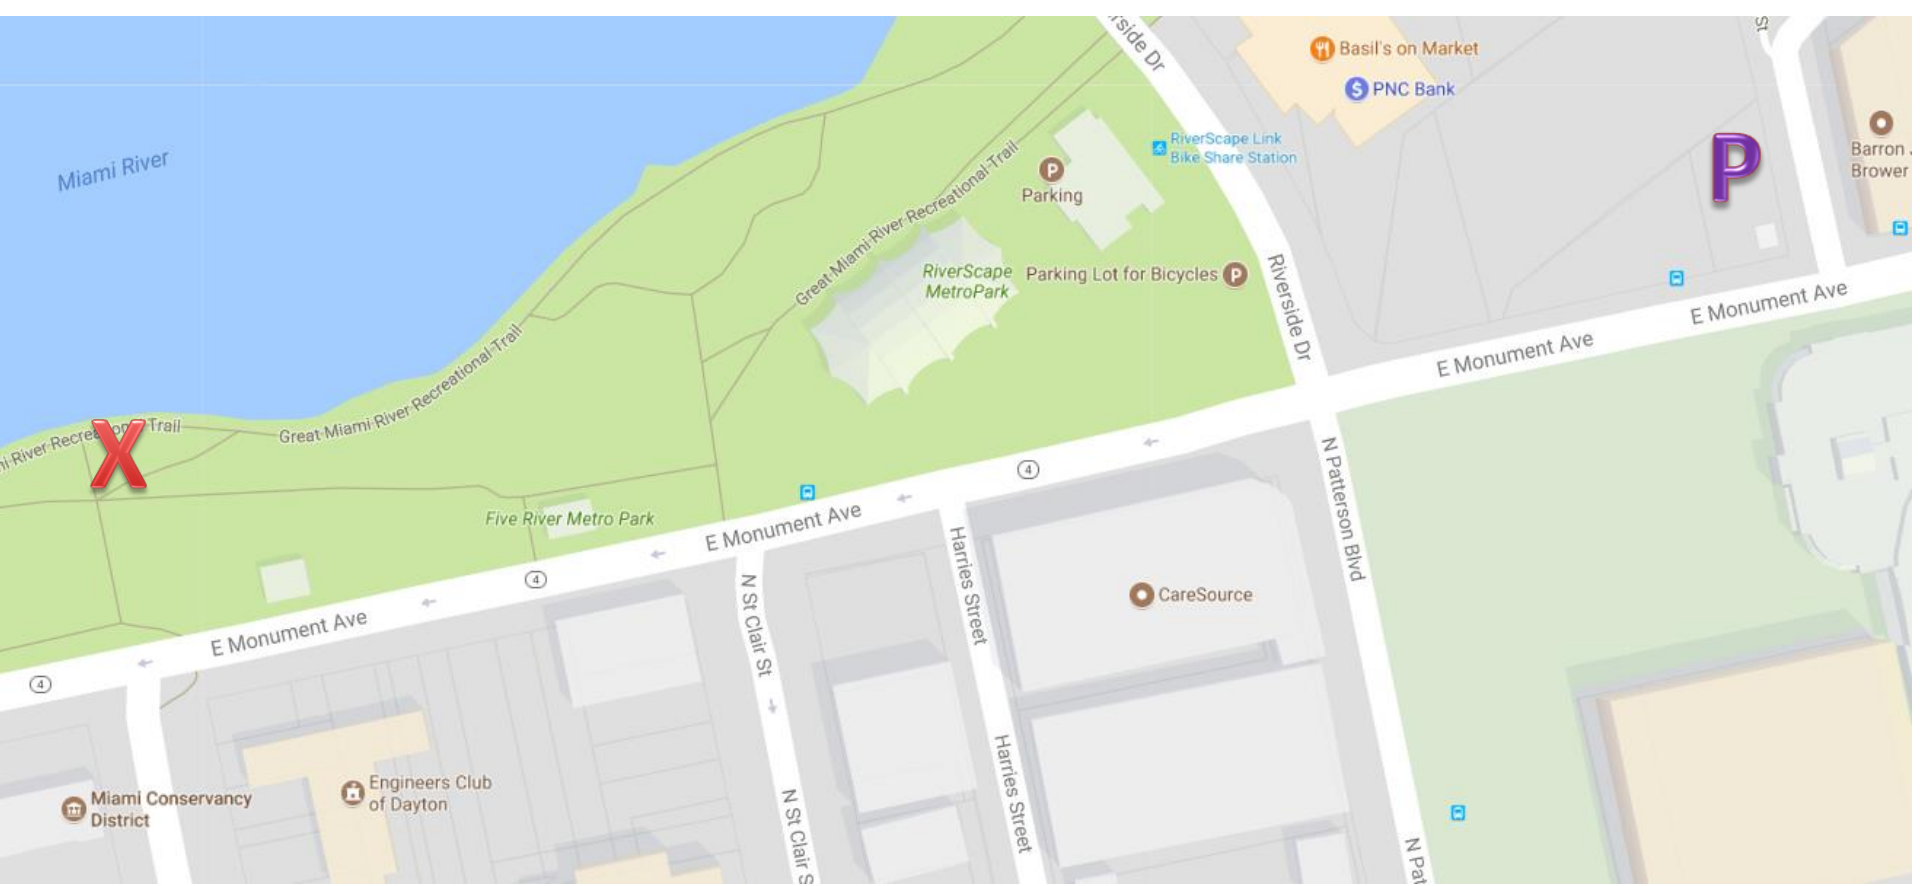 rside Dr
St
Basil's on Market
PNC Bank
RiverScape Link
Bike Share Station
P
Barron
Brower
Miami River
P
Parking
Great Miami River Recreational Trail
RiverScape
MetroPark
Parking Lot for Bicycles P
Riverside Dr
E Monument Ave
E Monument Ave
Great Miami River Recreational Trail
River Recreational Trail
X
N Patterson Blvd
4
Five River Metro Park
E Monument Ave
Harries Street
4
N St Clair St
CareSource
E Monument Ave
4
Engineers Club
of Dayton
Miami Conservancy
District
Harries Street
N St Clair S
N Pat